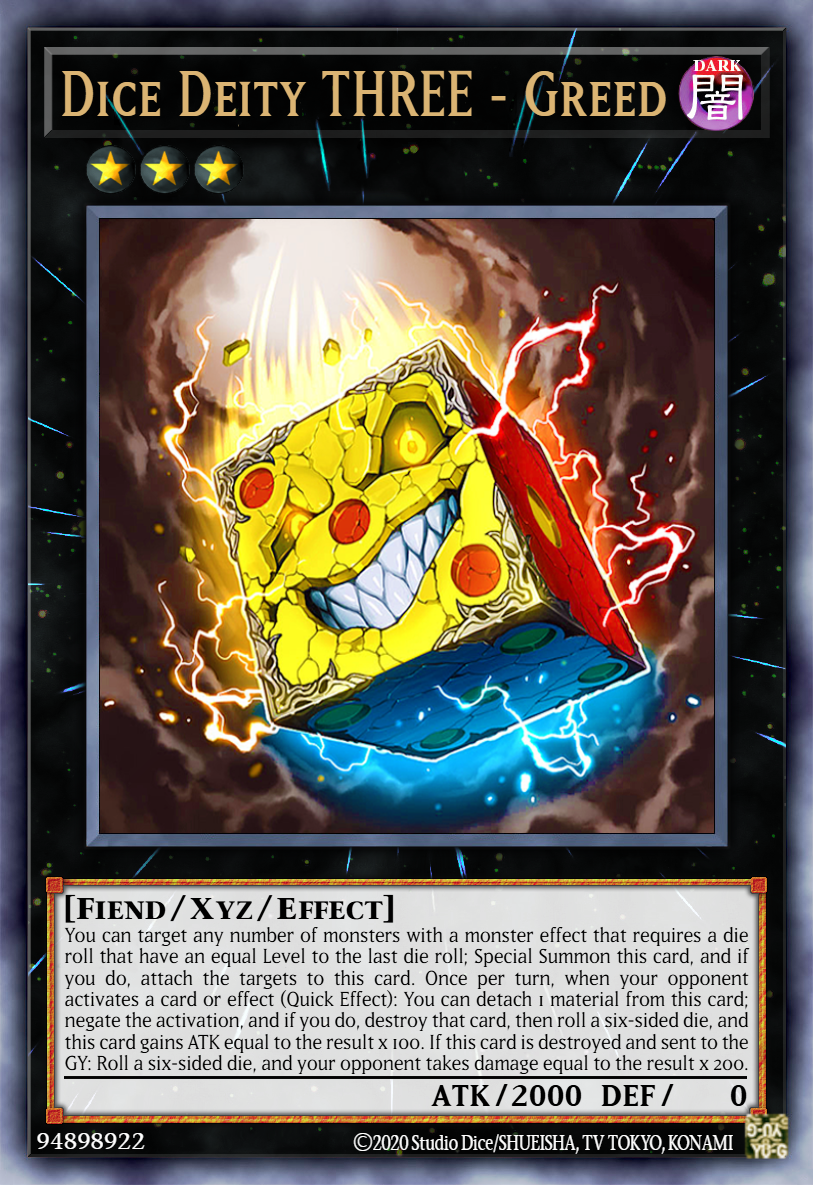 DICE DEITY THREE - GREED
DARK
闇
[FIEND/XYZ/EFFECT]
You can target any number of monsters with a monster effect that requires a die
roll that have an equal Level to the last die roll; Special Summon this card, and if
you do, attach the targets to this card. Once per turn, when your opponent
activates a card or effect (Quick Effect): You can detach 1 material from this card;
negate the activation, and if you do, destroy that card, then roll a six-sided die, and
this card gains ATK equal to the result x 100. If this card is destroyed and sent to the
GY: Roll a six-sided die, and your opponent takes damage equal to the result x 200.
ATK/2000 DEF/ 0
94898922 ©2020 Studio Dice/SHUEISHA, TV TOKYO, KONAMI